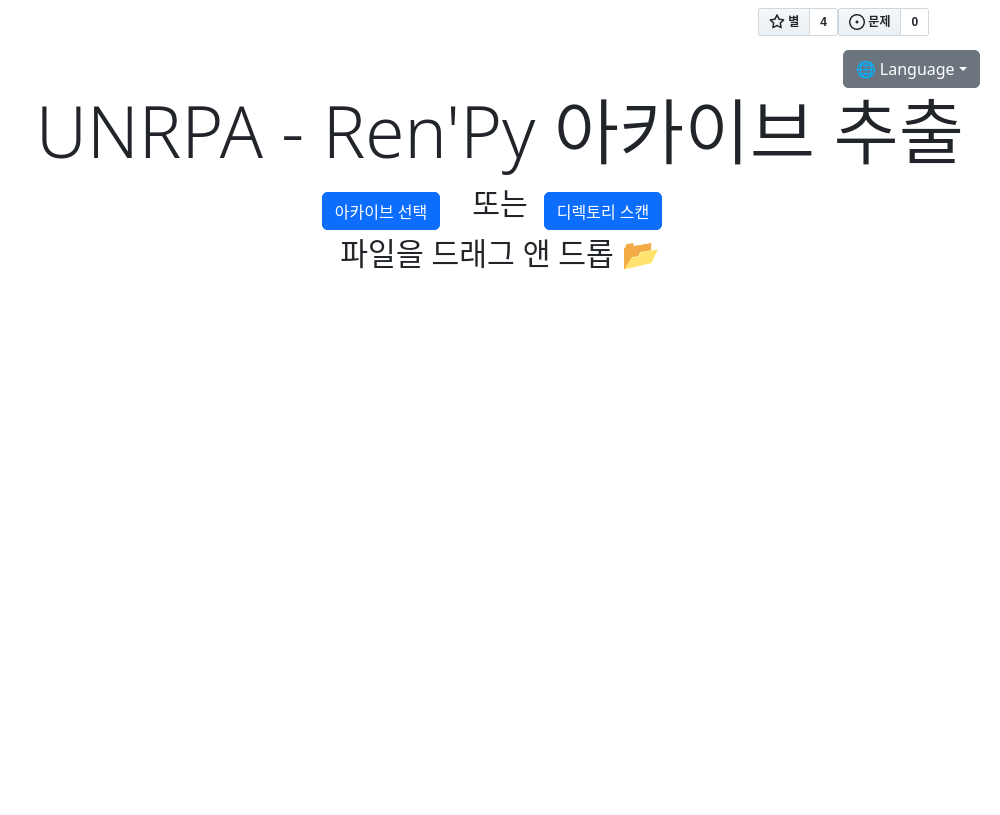 별 4 문제 0
🌐 Language
UNRPA - Ren'Py 아카이브 추출
아카이브 선택 또는 디렉토리 스캔
파일을 드래그 앤 드롭 📂